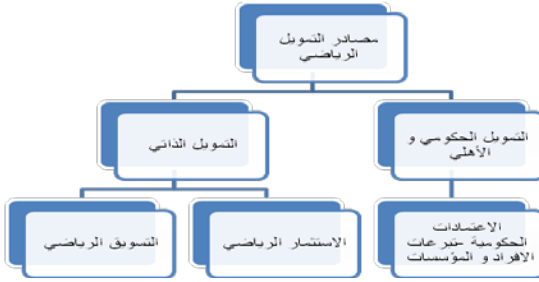 مصادر التمويل
الرياضي
التمويل الحكومي و
الأهلي
التمويل الذاتي
الاعتمادات
الحكومية -تبرعات
الافراد و المؤسسات
الاستثمار الرياضي
التسويق الرياضي